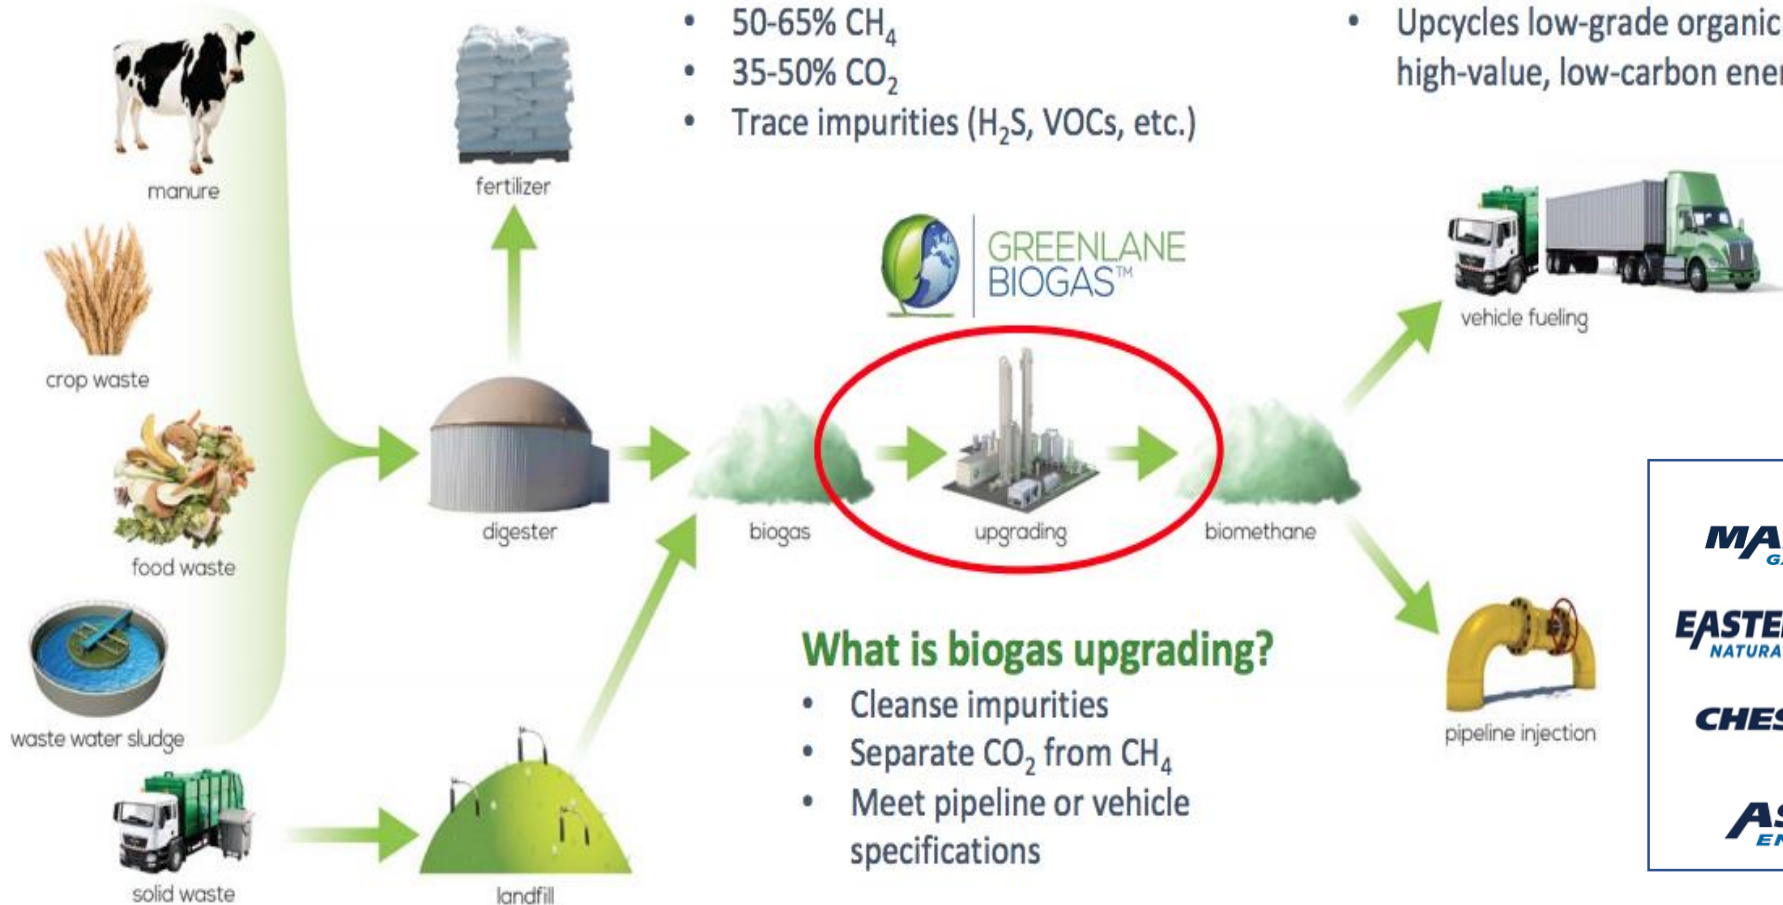 • 50-65% CH₄
• 35-50% CO₂
• Trace impurities (H₂S, VOCs, etc.)
• Upcycles low-grade organic
high-value, low-carbon
manure
fertilizer
GREENLANE
BIOGAS™
vehicle fueling
crop waste
food waste
digester
biogas
upgrading
biomethane
What is biogas upgrading?
• Cleanse impurities
• Separate CO₂ from CH₄
• Meet pipeline or vehicle
specifications
waste water sludge
pipeline injection
solid waste
landfill